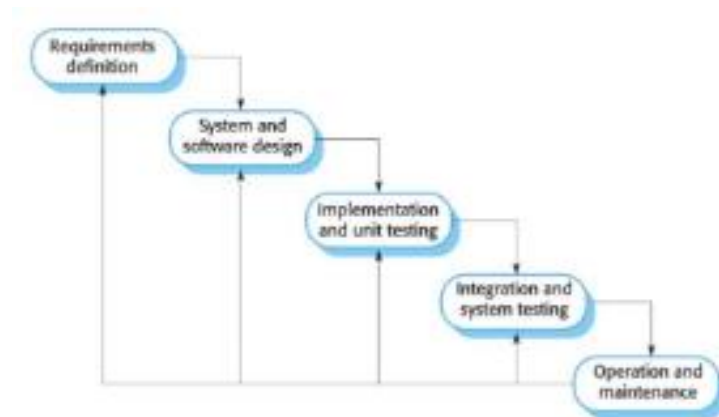 Requirements
definition
System and
software design
Implementation
and unit testing
Integration and
system testing
Operation and
maintenance